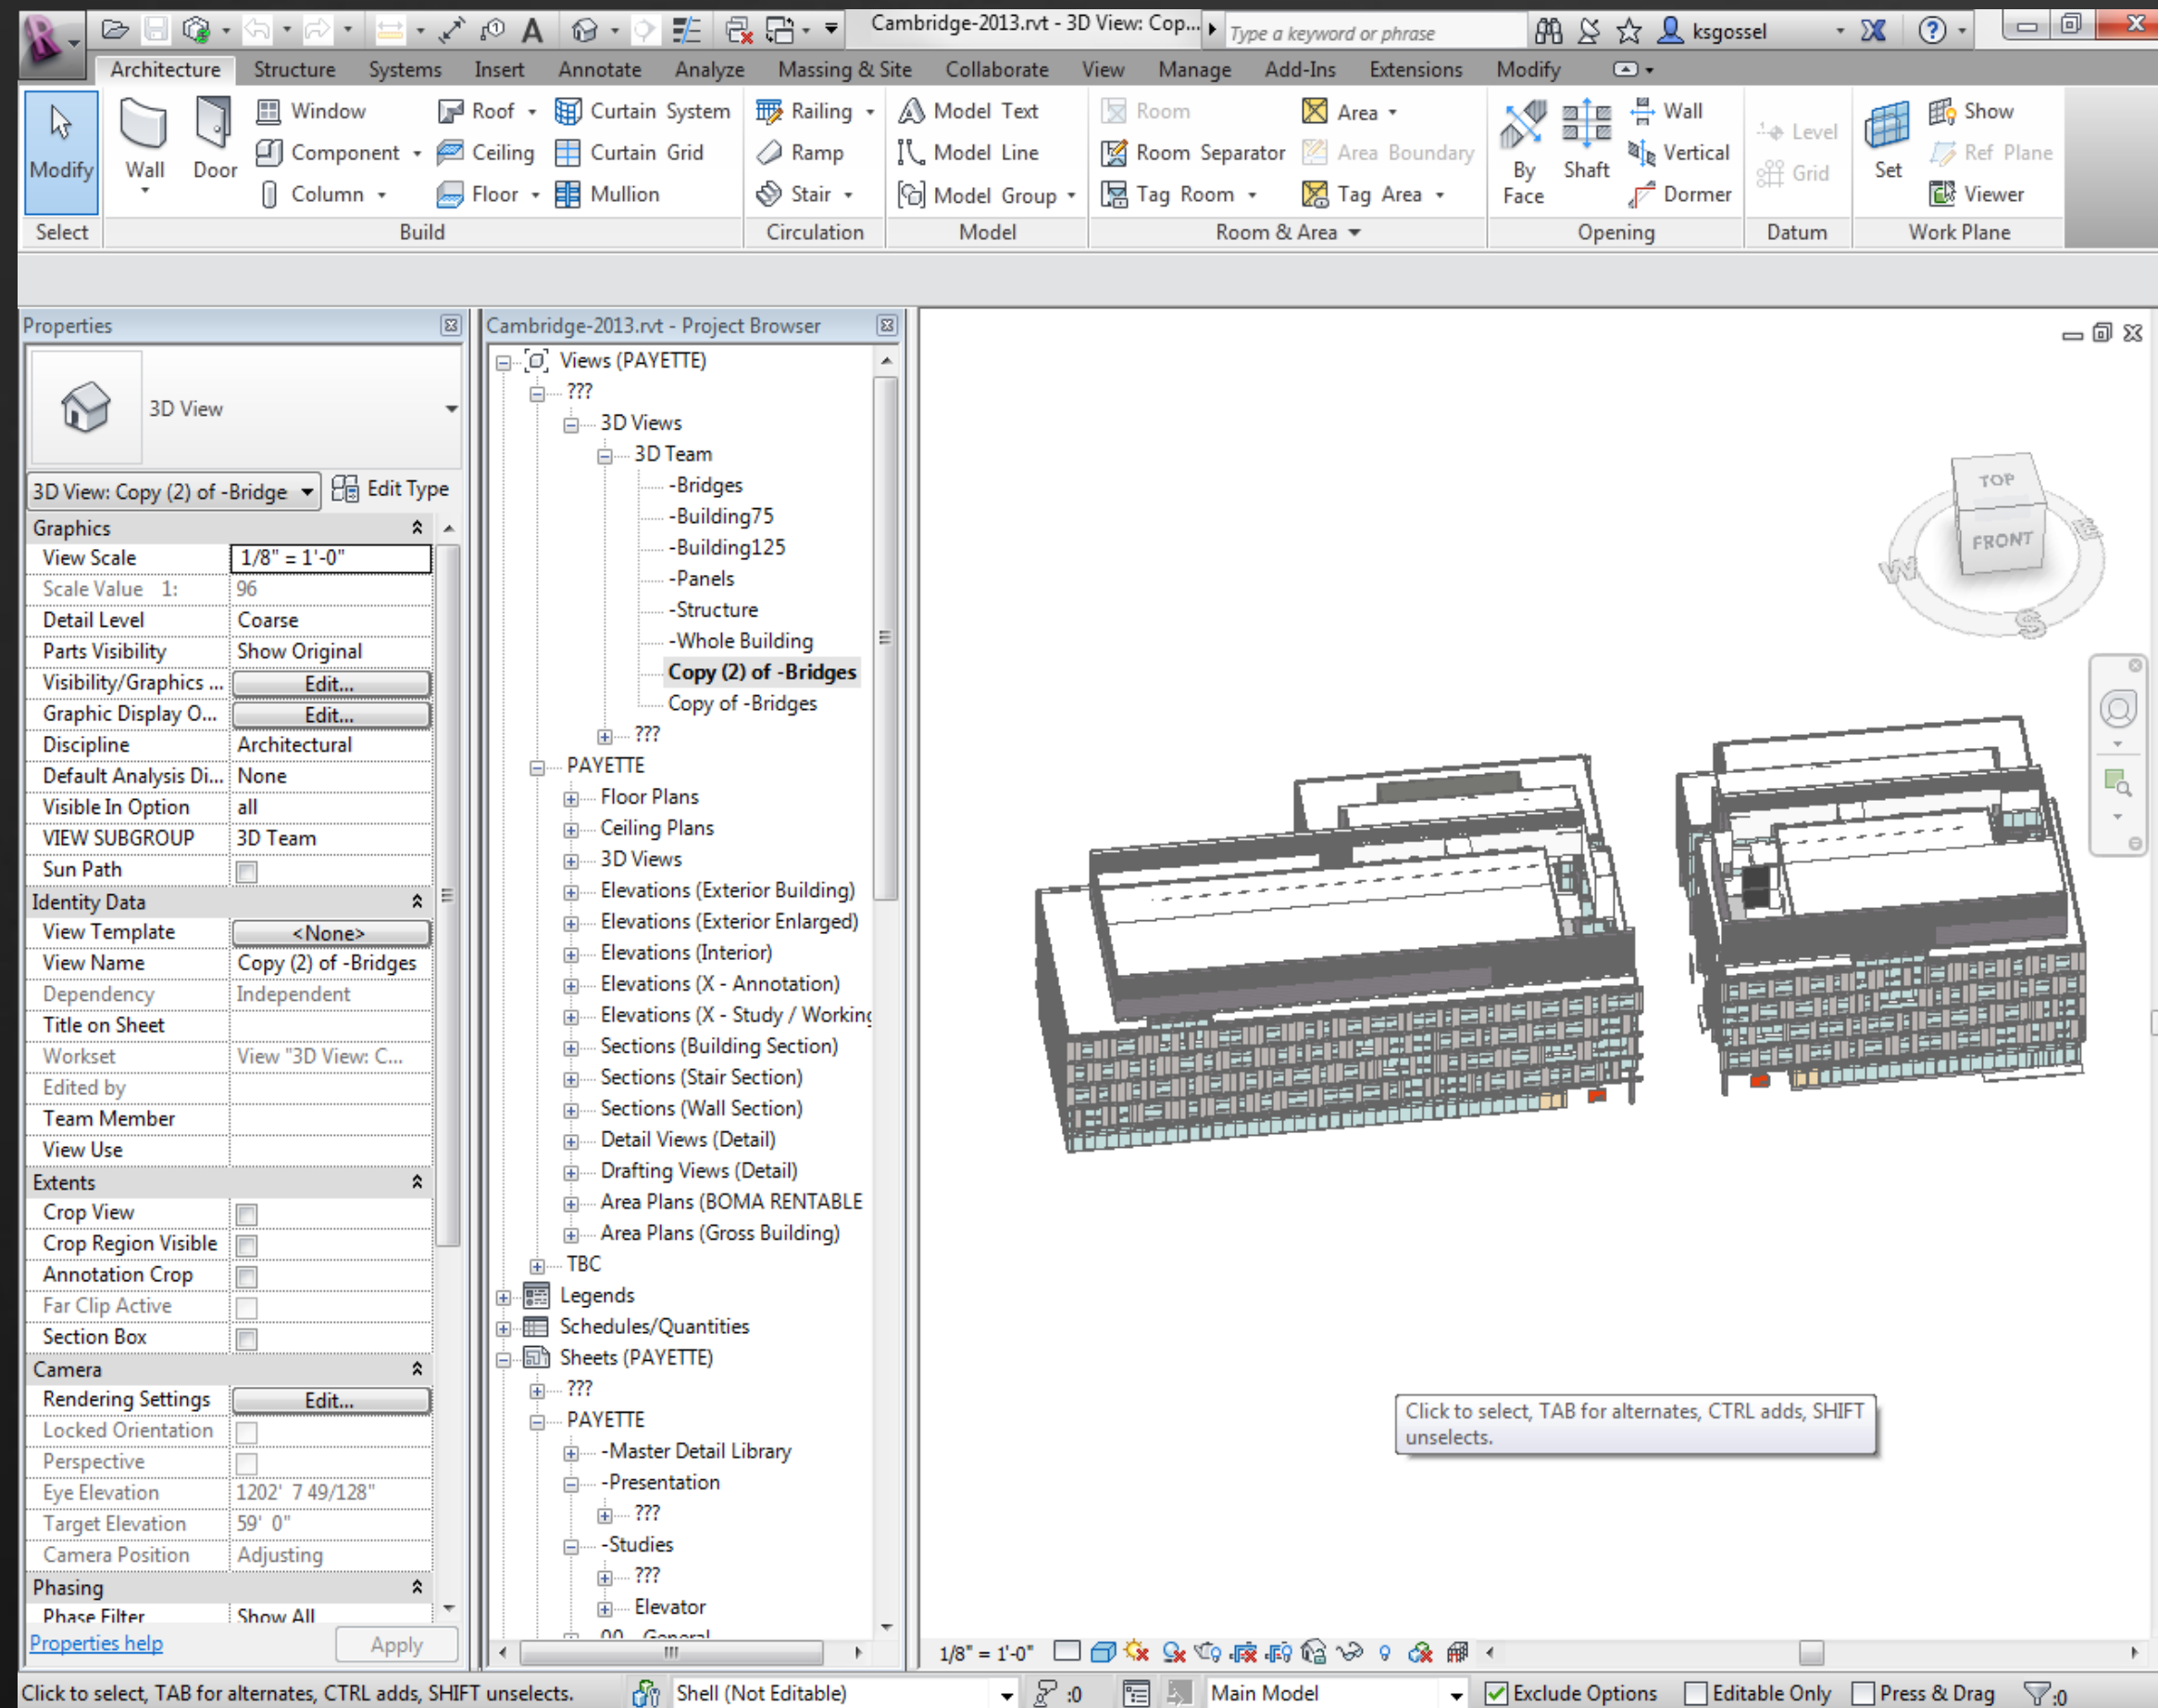 Cambridge-2013.rvt - 3D View: Cop...
Type a keyword or phrase
ksgossel
Architecture Structure Systems Insert Annotate Analyze Massing & Site Collaborate View Manage Add-Ins Extensions Modify
Modify
Select
Wall
Door
Window
Component
Column
Roof
Ceiling
Floor
Curtain System
Curtain Grid
Mullion
Build
Railing
Ramp
Stair
Circulation
Model Text
Model Line
Model Group
Model
Room
Room Separator
Tag Room
Area
Area Boundary
Tag Area
Room & Area
By
Face
Shaft
Wall
Vertical
Dormer
Opening
Level
Grid
Datum
Set
Show
Ref Plane
Viewer
Work Plane
Properties
3D View
3D View: Copy (2) of -Bridge
Edit Type
Graphics
View Scale 1/8" = 1'-0"
Scale Value 1: 96
Detail Level Coarse
Parts Visibility Show Original
Visibility/Graphics ... Edit...
Graphic Display O... Edit...
Discipline Architectural
Default Analysis Di... None
Visible In Option all
VIEW SUBGROUP 3D Team
Sun Path
Identity Data
View Template <None>
View Name Copy (2) of -Bridges
Dependency Independent
Title on Sheet
Workset View "3D View: C...
Edited by
Team Member
View Use
Extents
Crop View
Crop Region Visible
Annotation Crop
Far Clip Active
Section Box
Camera
Rendering Settings Edit...
Locked Orientation
Perspective
Eye Elevation 1202' 7 49/128"
Target Elevation 59' 0"
Camera Position Adjusting
Phasing
Phase Filter Show All
Properties help
Apply
Cambridge-2013.rvt - Project Browser
Views (PAYETTE)
???
3D Views
3D Team
-Bridges
-Building75
-Building125
-Panels
-Structure
-Whole Building
Copy (2) of -Bridges
Copy of -Bridges
???
PAYETTE
Floor Plans
Ceiling Plans
3D Views
Elevations (Exterior Building)
Elevations (Exterior Enlarged)
Elevations (Interior)
Elevations (X - Annotation)
Elevations (X - Study / Working
Sections (Building Section)
Sections (Stair Section)
Sections (Wall Section)
Detail Views (Detail)
Drafting Views (Detail)
Area Plans (BOMA RENTABLE
Area Plans (Gross Building)
TBC
Legends
Schedules/Quantities
Sheets (PAYETTE)
???
PAYETTE
-Master Detail Library
-Presentation
???
-Studies
???
Elevator
00 - General
TOP
FRONT
W
S
E
Click to select, TAB for alternates, CTRL adds, SHIFT
unselects.
1/8" = 1'-0"
Click to select, TAB for alternates, CTRL adds, SHIFT unselects.
Shell (Not Editable)
:0
Main Model
Exclude Options
Editable Only
Press & Drag
:0